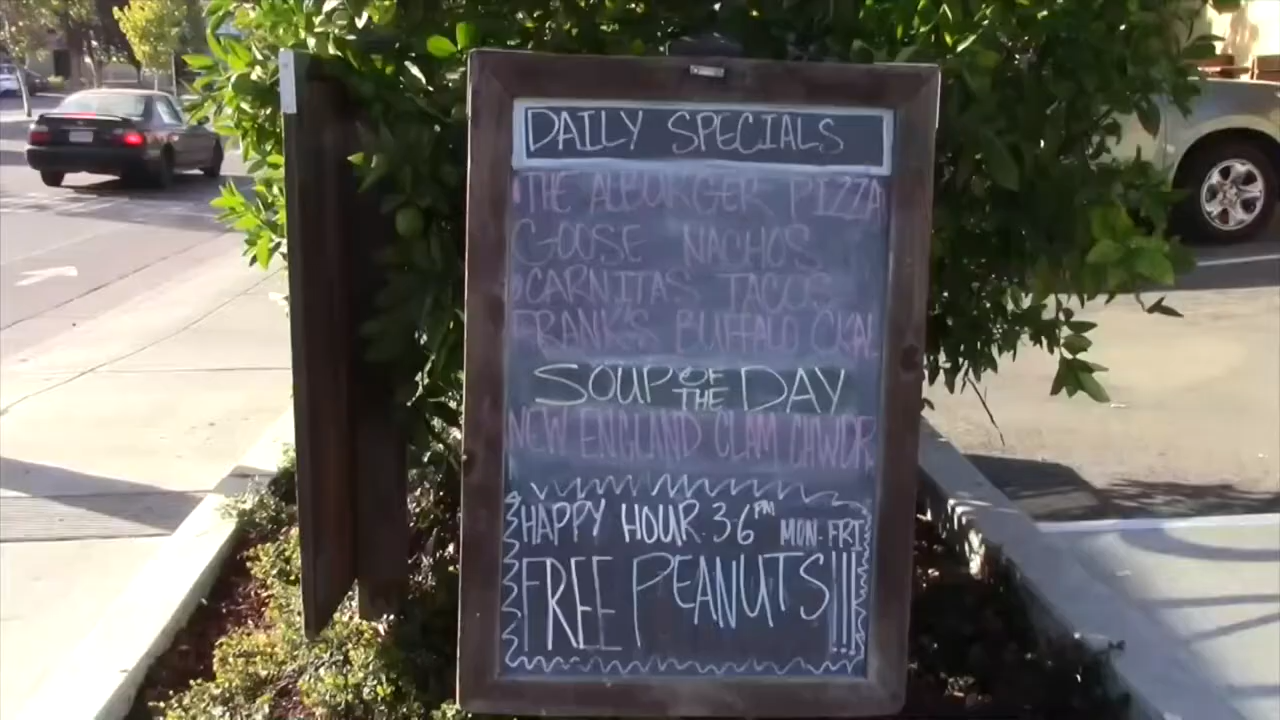 DAILY SPECIALS
THE ALBURGER PIZZA
GOOSE NACHOS
CARNITAS TACOS
FRANK'S BUFFALO
SOUP OF THE DAY
NEW ENGLAND CLAM CHWDR
HAPPY HOUR 3-6PM MON-FRI
FREE PEANUTS!!!